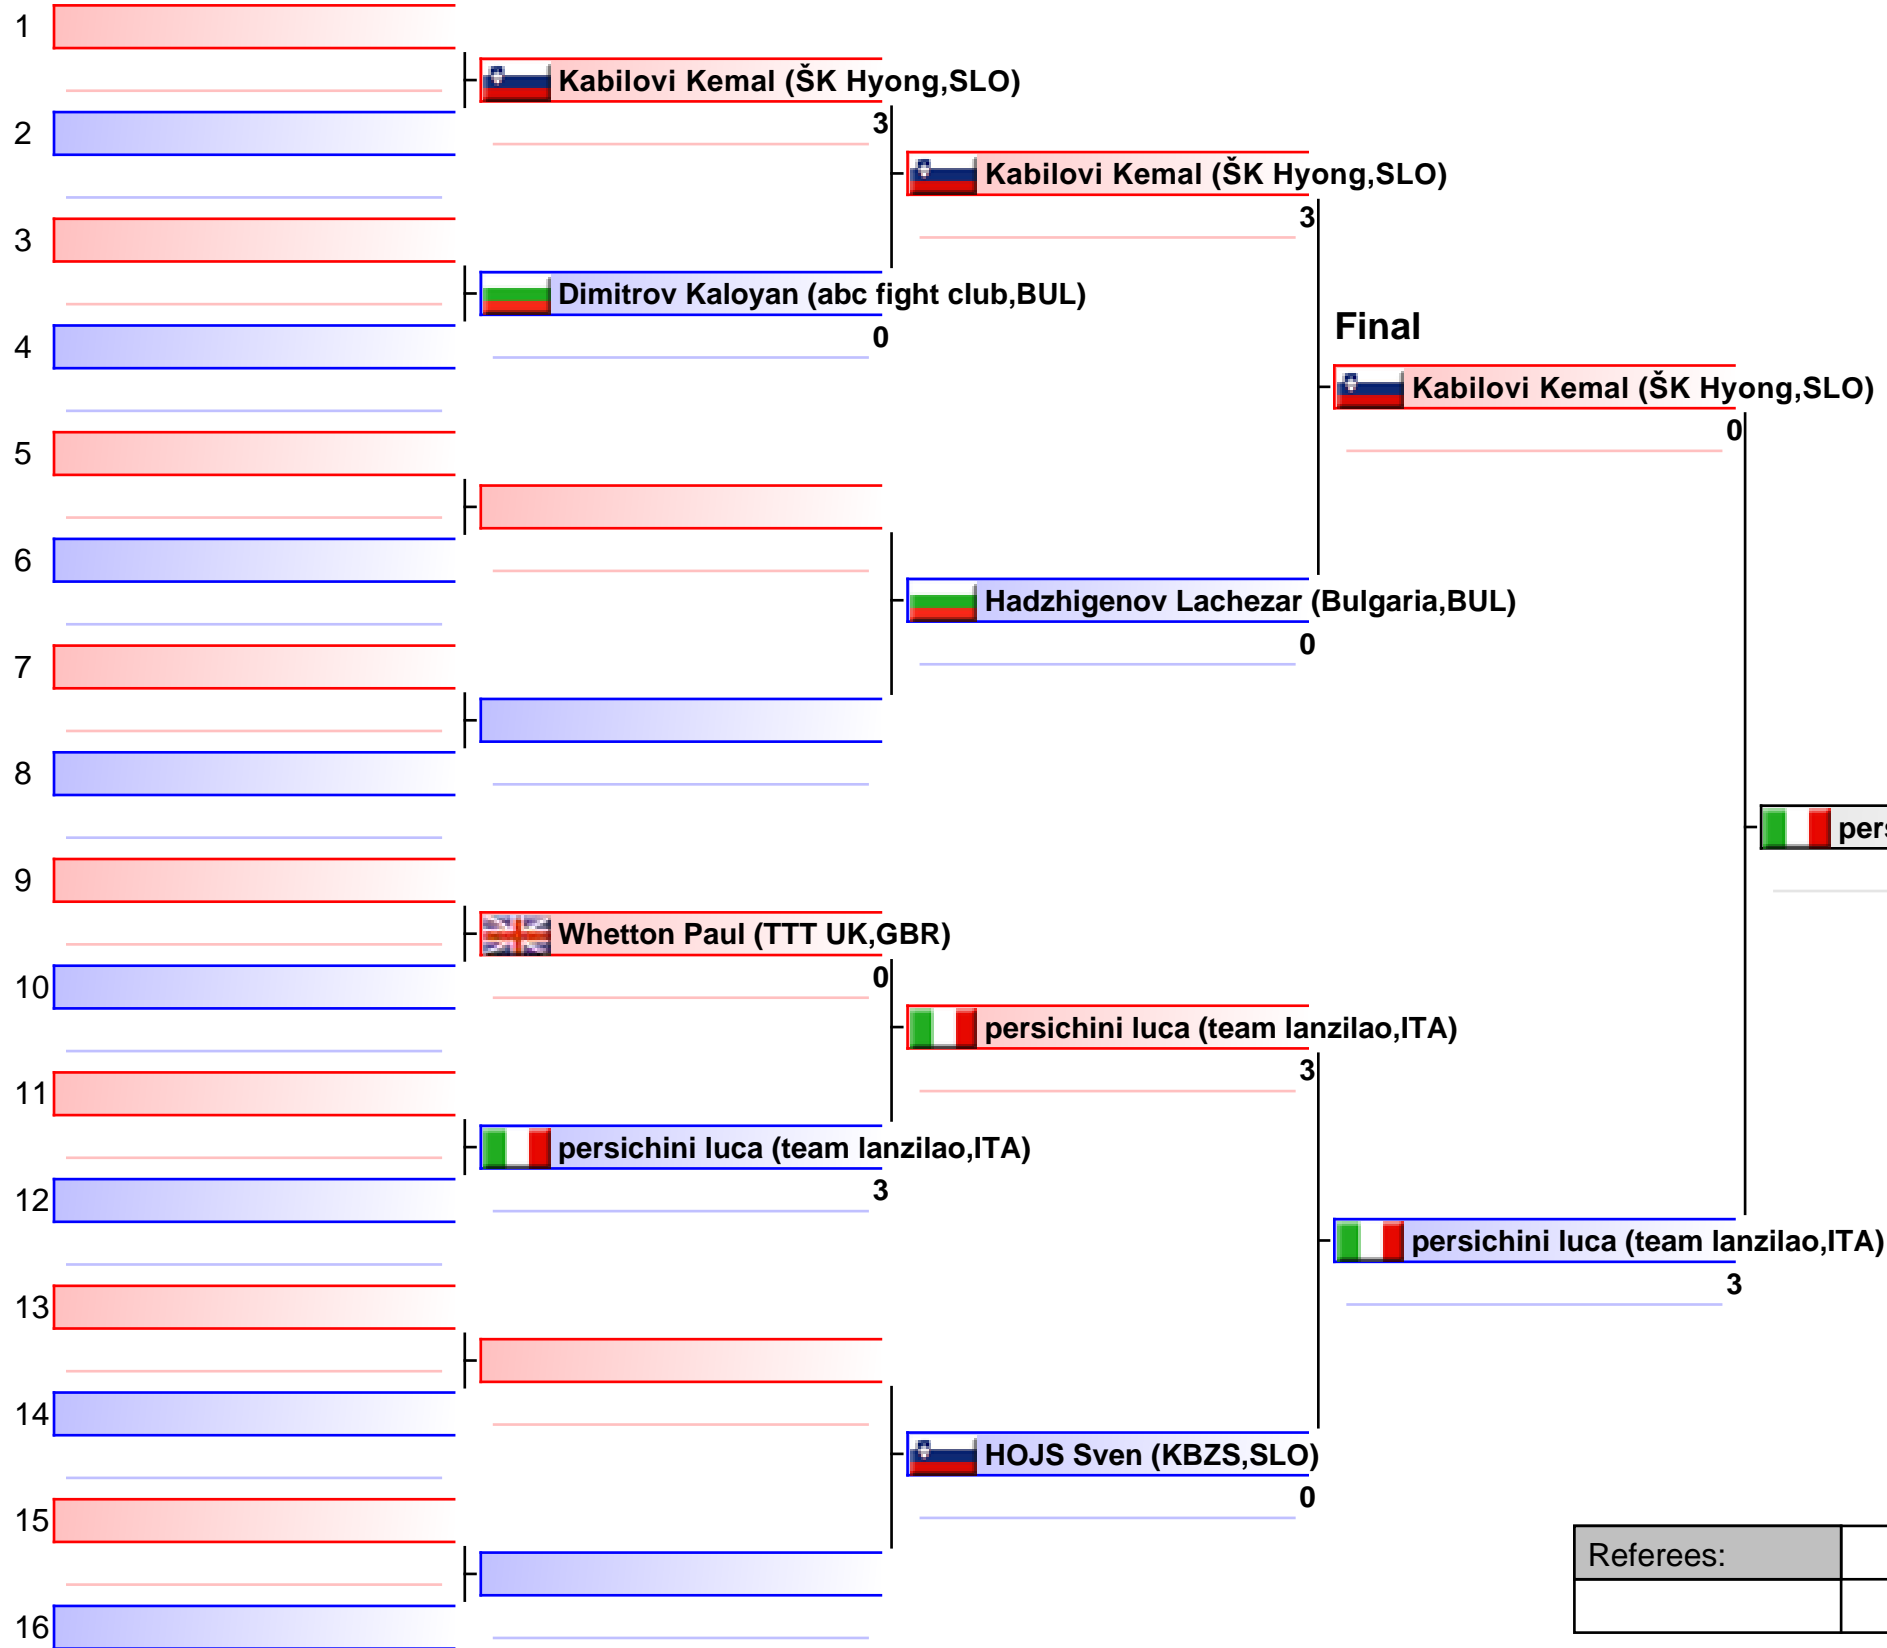 1
Kabilovi Kemal (ŠK Hyong,SLO)
2
3
Kabilovi Kemal (ŠK Hyong,SLO)
3
3
Dimitrov Kaloyan (abc fight club,BUL)
4
0
Final
Kabilovi Kemal (ŠK Hyong,SLO)
0
5
6
Hadzhigenov Lachezar (Bulgaria,BUL)
0
7
8
pers
9
Whetton Paul (TTT UK,GBR)
0
10
persichini luca (team lanzilao,ITA)
3
11
persichini luca (team lanzilao,ITA)
3
12
persichini luca (team lanzilao,ITA)
3
13
14
HOJS Sven (KBZS,SLO)
0
15
Referees:
16